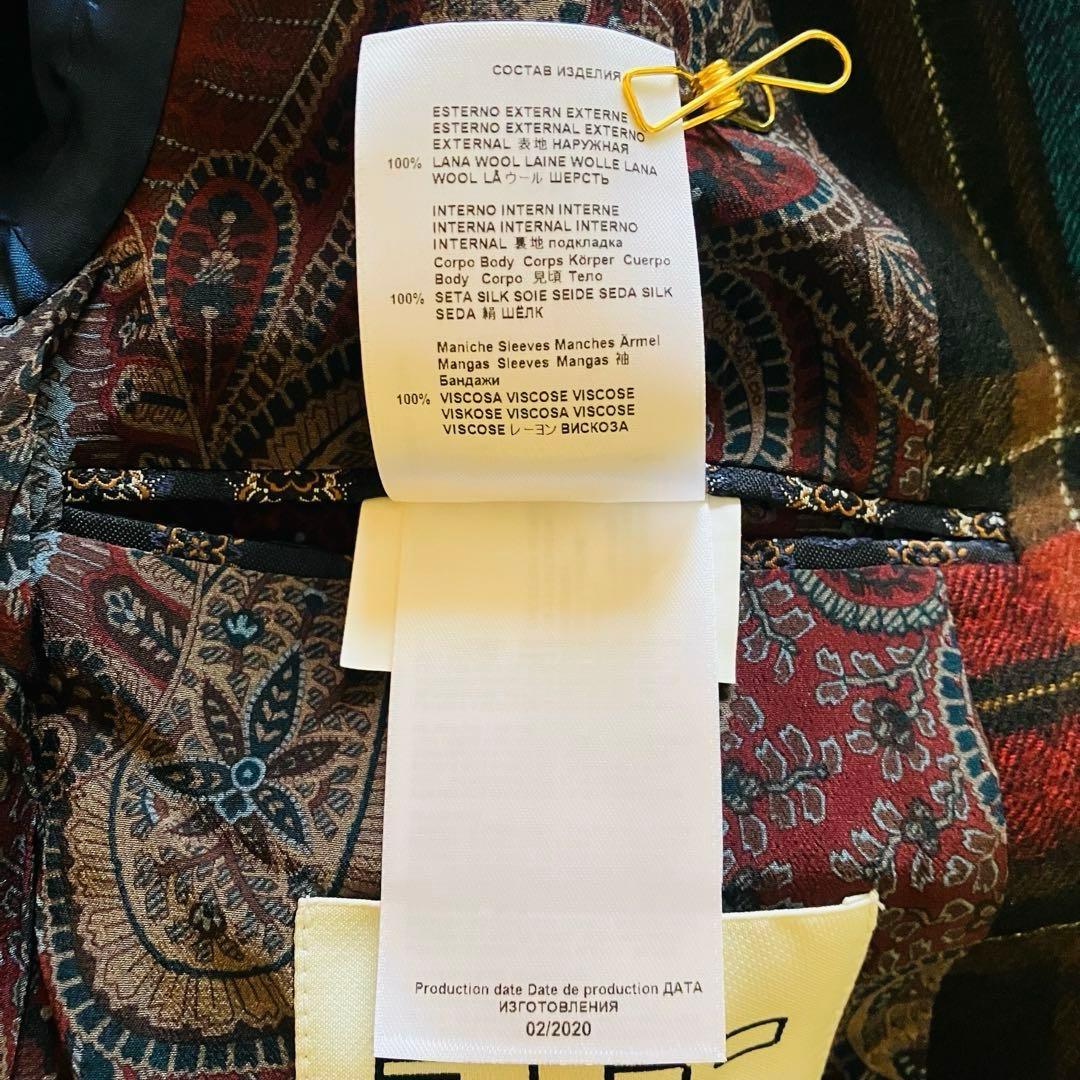 СОСТАВ ИЗДЕЛИЯ
ESTERNO EXTERN EXTERNE
ESTERNO EXTERNAL EXTERNO
EXTERNAL 表地 НАРУЖНАЯ
100% LANA WOOL LAINE WOLLE LANA
WOOL LÅ ウール ШЕРСТЬ
INTERNO INTERN INTERNE
INTERNA INTERNAL INTERNO
INTERNAL 裏地 подкладка
Corpo Body Corps Körper Cuerpo
Body Corpo 見頃 Тело
100% SETA SILK SOIE SEIDE SEDA SILK
SEDA 絹 ШЁЛК
Maniche Sleeves Manches Ärmel
Mangas Sleeves Mangas 袖
Бандажи
100% VISCOSA VISCOSE VISCOSE
VISKOSE VISCOSA VISCOSE
VISCOSE レーヨン ВИСКОЗА
Production date Date de production ДАТА
ИЗГОТОВЛЕНИЯ
02/2020